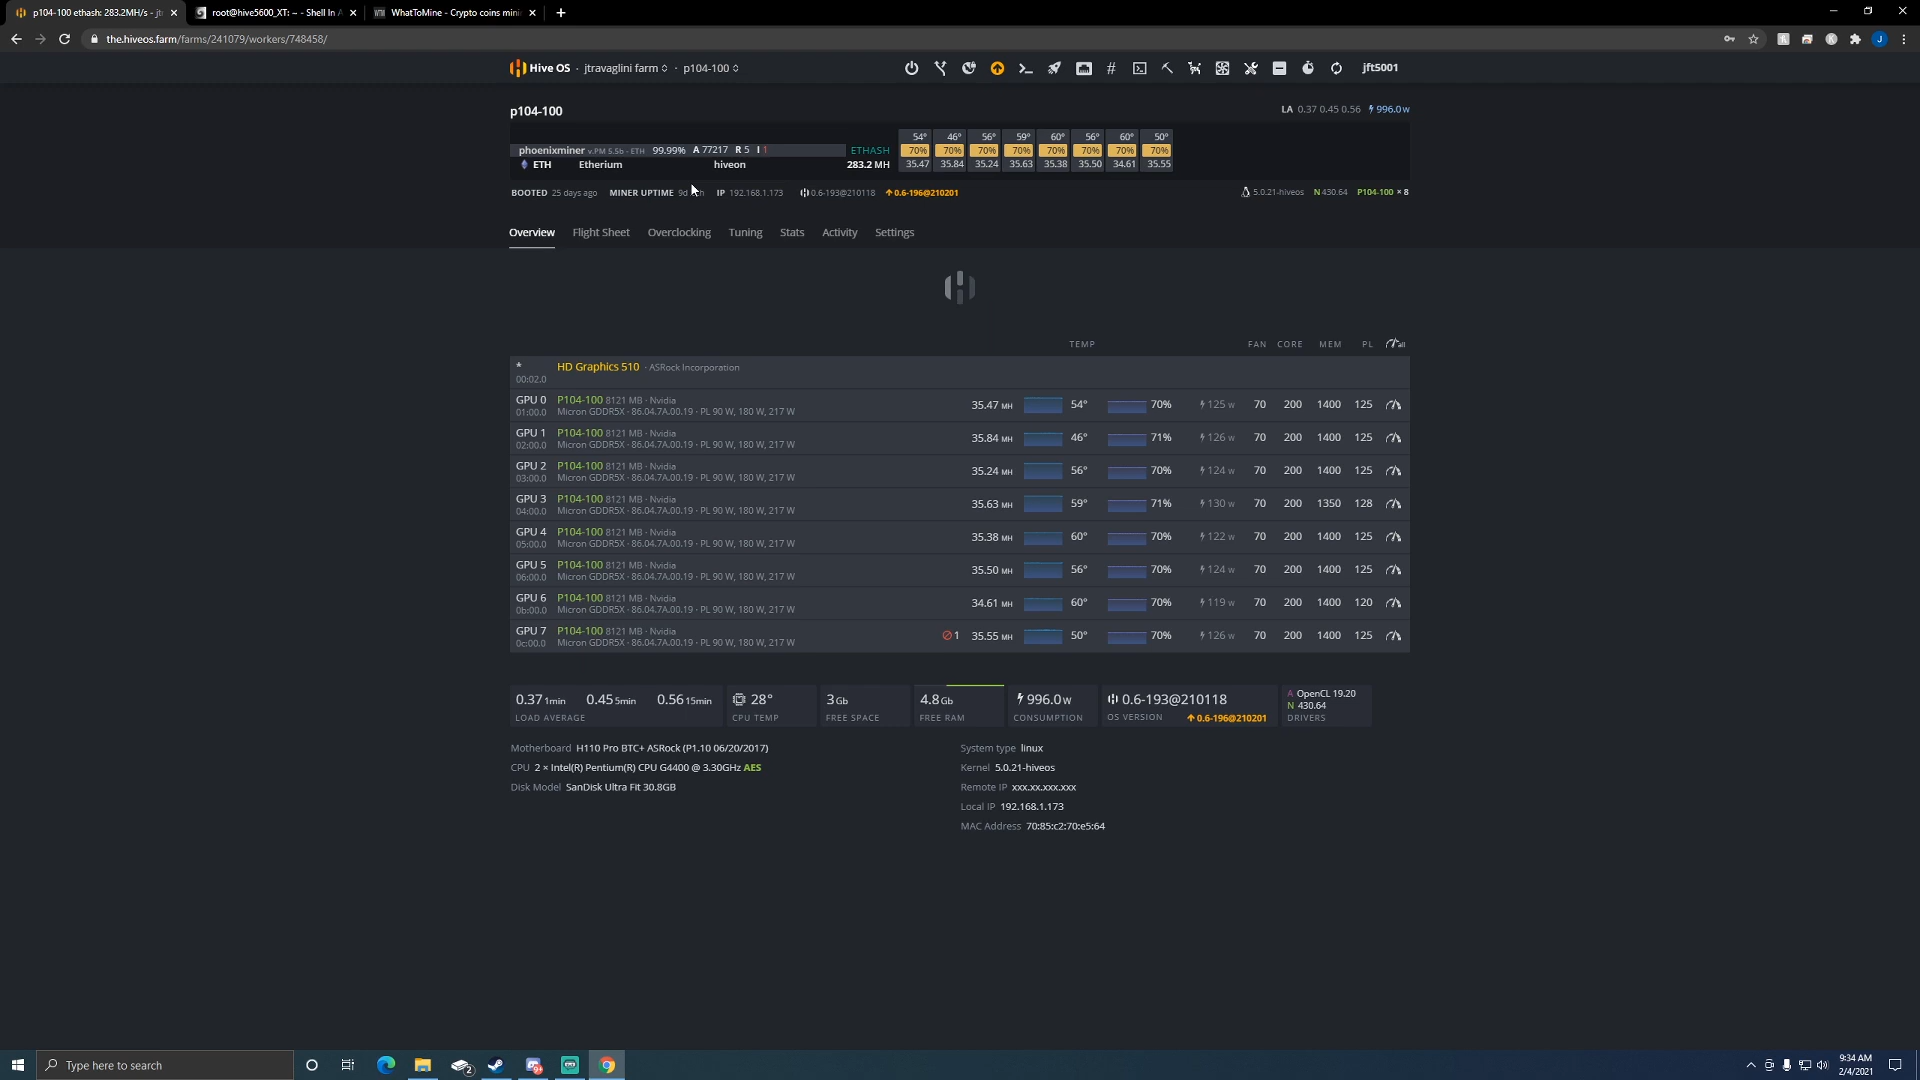 p104-100 ethash: 283.2MH/s - jt
root@hive5600_XT: ~ - Shell In A
WhatToMine - Crypto coins mini
the.hiveos.farm/farms/241079/workers/748458/
Hive OS · jtravaglini farm · p104-100
jft5001
p104-100
LA 0.37 0.45 0.56 996.0 w
54° 46° 56° 59° 60° 56° 60° 50°
phoenixminer v.PM 5.5b - ETH 99.99% A 77217 R 5 I 1 ETHASH
70% 70% 70% 70% 70% 70% 70% 70%
ETH Etherium hiveon 283.2 MH
35.47 35.84 35.24 35.63 35.38 35.50 34.61 35.55
BOOTED 25 days ago MINER UPTIME 9d IP 192.168.1.173 0.6-193@210118 0.6-196@210201
5.0.21-hiveos N 430.64 P104-100 × 8
Overview Flight Sheet Overclocking Tuning Stats Activity Settings
TEMP FAN CORE MEM PL all
* HD Graphics 510 · ASRock Incorporation
00:02.0
GPU 0 P104-100 8121 MB · Nvidia
01:00.0 Micron GDDR5X · 86.04.7A.00.19 · PL 90 W, 180 W, 217 W
35.47 MH 54° 70% 125 w 70 200 1400 125
GPU 1 P104-100 8121 MB · Nvidia
02:00.0 Micron GDDR5X · 86.04.7A.00.19 · PL 90 W, 180 W, 217 W
35.84 MH 46° 71% 126 w 70 200 1400 125
GPU 2 P104-100 8121 MB · Nvidia
03:00.0 Micron GDDR5X · 86.04.7A.00.19 · PL 90 W, 180 W, 217 W
35.24 MH 56° 70% 124 w 70 200 1400 125
GPU 3 P104-100 8121 MB · Nvidia
04:00.0 Micron GDDR5X · 86.04.7A.00.19 · PL 90 W, 180 W, 217 W
35.63 MH 59° 71% 130 w 70 200 1350 128
GPU 4 P104-100 8121 MB · Nvidia
05:00.0 Micron GDDR5X · 86.04.7A.00.19 · PL 90 W, 180 W, 217 W
35.38 MH 60° 70% 122 w 70 200 1400 125
GPU 5 P104-100 8121 MB · Nvidia
06:00.0 Micron GDDR5X · 86.04.7A.00.19 · PL 90 W, 180 W, 217 W
35.50 MH 56° 70% 124 w 70 200 1400 125
GPU 6 P104-100 8121 MB · Nvidia
0b:00.0 Micron GDDR5X · 86.04.7A.00.19 · PL 90 W, 180 W, 217 W
34.61 MH 60° 70% 119 w 70 200 1400 120
GPU 7 P104-100 8121 MB · Nvidia
0c:00.0 Micron GDDR5X · 86.04.7A.00.19 · PL 90 W, 180 W, 217 W
1 35.55 MH 50° 70% 126 w 70 200 1400 125
0.37 1min 0.45 5min 0.56 15min
LOAD AVERAGE
28°
CPU TEMP
3 Gb
FREE SPACE
4.8 Gb
FREE RAM
996.0 w
CONSUMPTION
0.6-193@210118
OS VERSION 0.6-196@210201
A OpenCL 19.20
N 430.64
DRIVERS
Motherboard H110 Pro BTC+ ASRock (P1.10 06/20/2017)
CPU 2 × Intel(R) Pentium(R) CPU G4400 @ 3.30GHz AES
Disk Model SanDisk Ultra Fit 30.8GB
System type linux
Kernel 5.0.21-hiveos
Remote IP xxx.xx.xxx.xxx
Local IP 192.168.1.173
MAC Address 70:85:c2:70:e5:64
Type here to search
2
9+
9:34 AM
2/4/2021